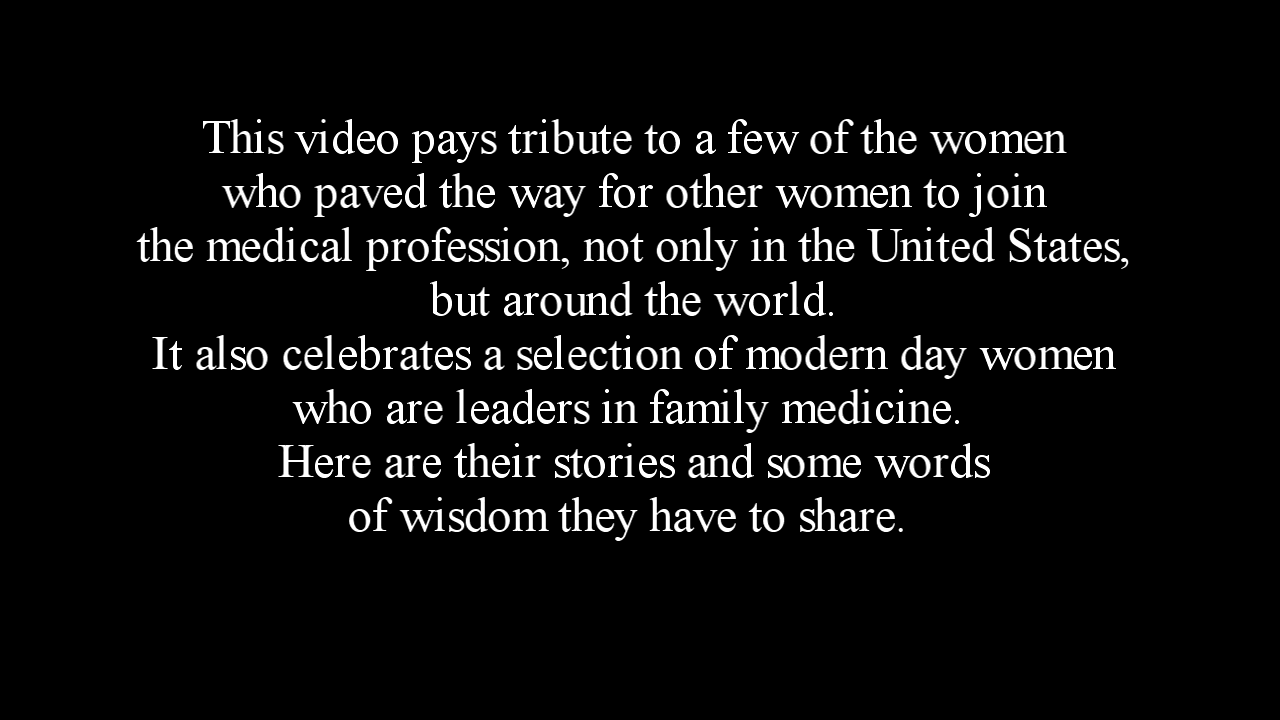 This video pays tribute to a few of the women
who paved the way for other women to join
the medical profession, not only in the United States,
but around the world.
It also celebrates a selection of modern day women
who are leaders in family medicine.
Here are their stories and some words
of wisdom they have to share.